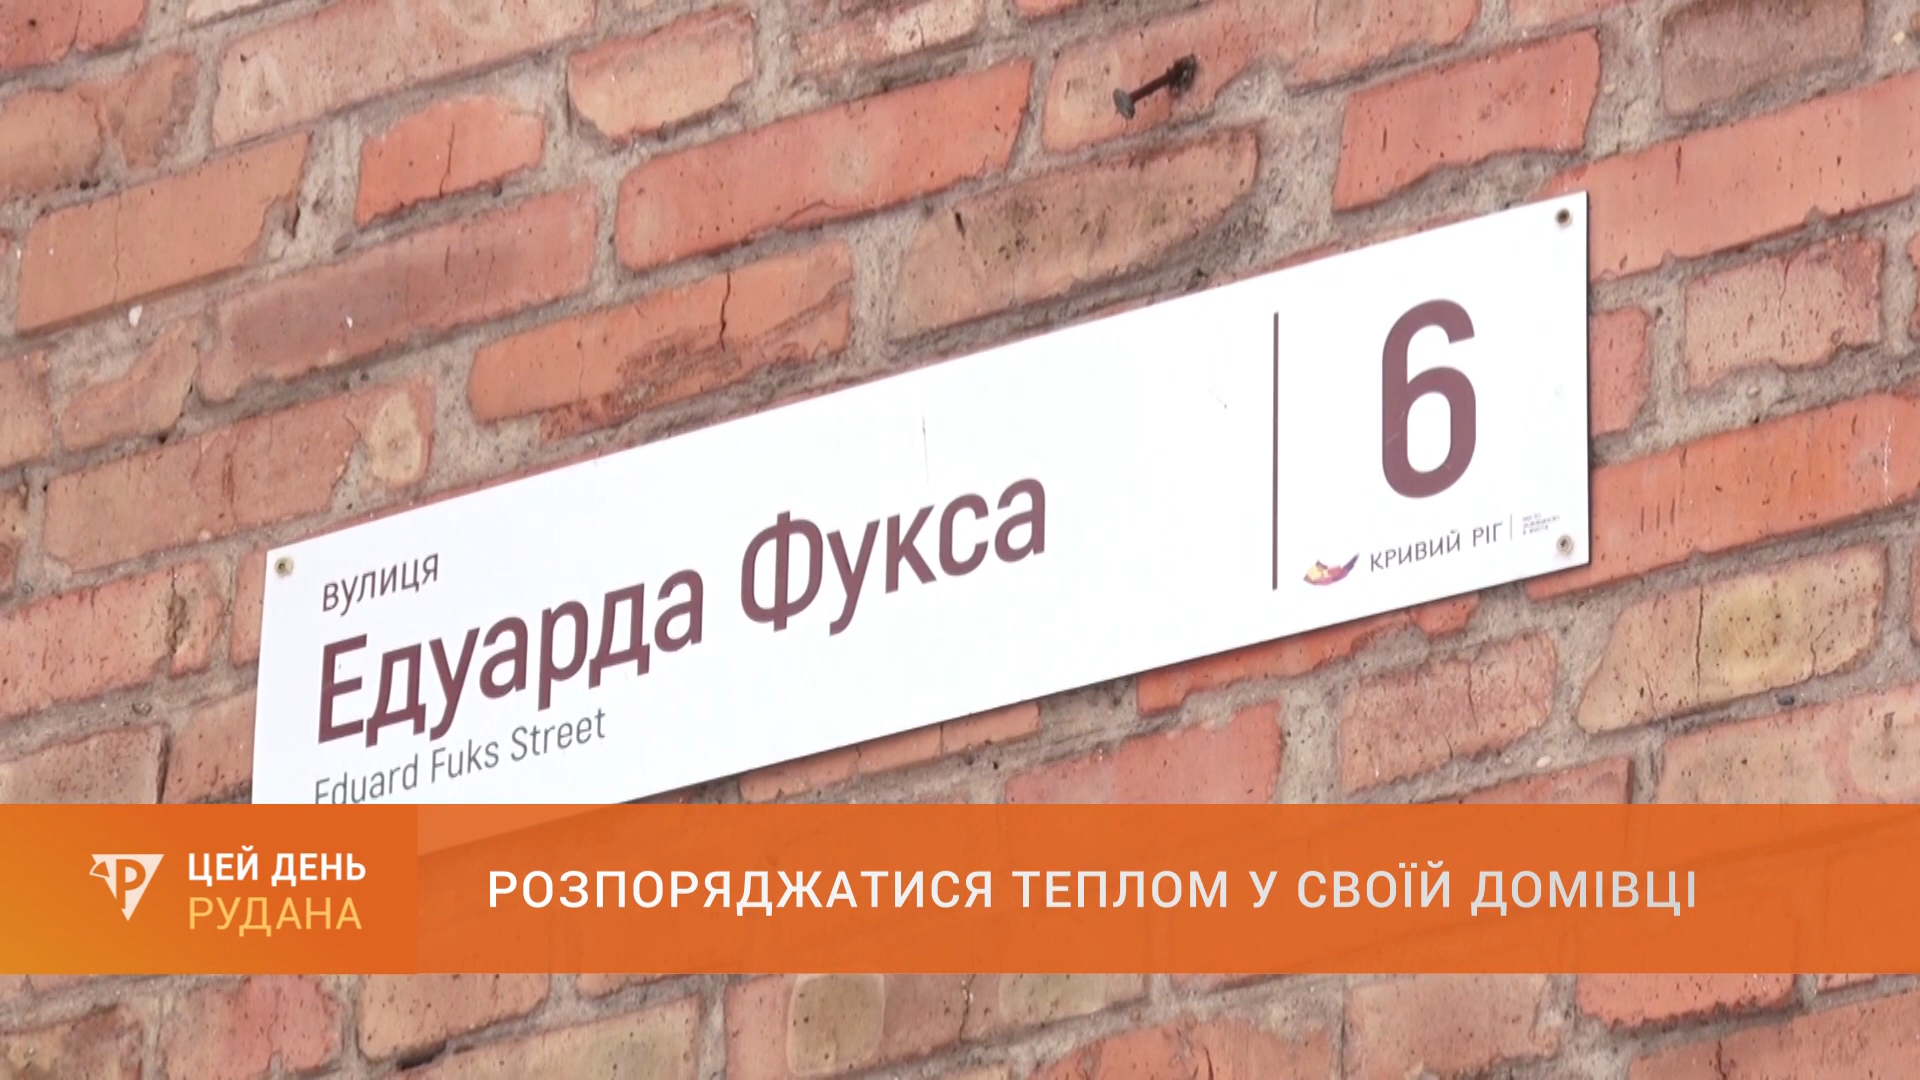 вулиця
Едуарда Фукса
Eduard Fuks Street
6
КРИВИЙ РІГ
ЦЕЙ ДЕНЬ
РУДАНА
РОЗПОРЯДЖАТИСЯ ТЕПЛОМ У СВОЇЙ ДОМІВЦІ